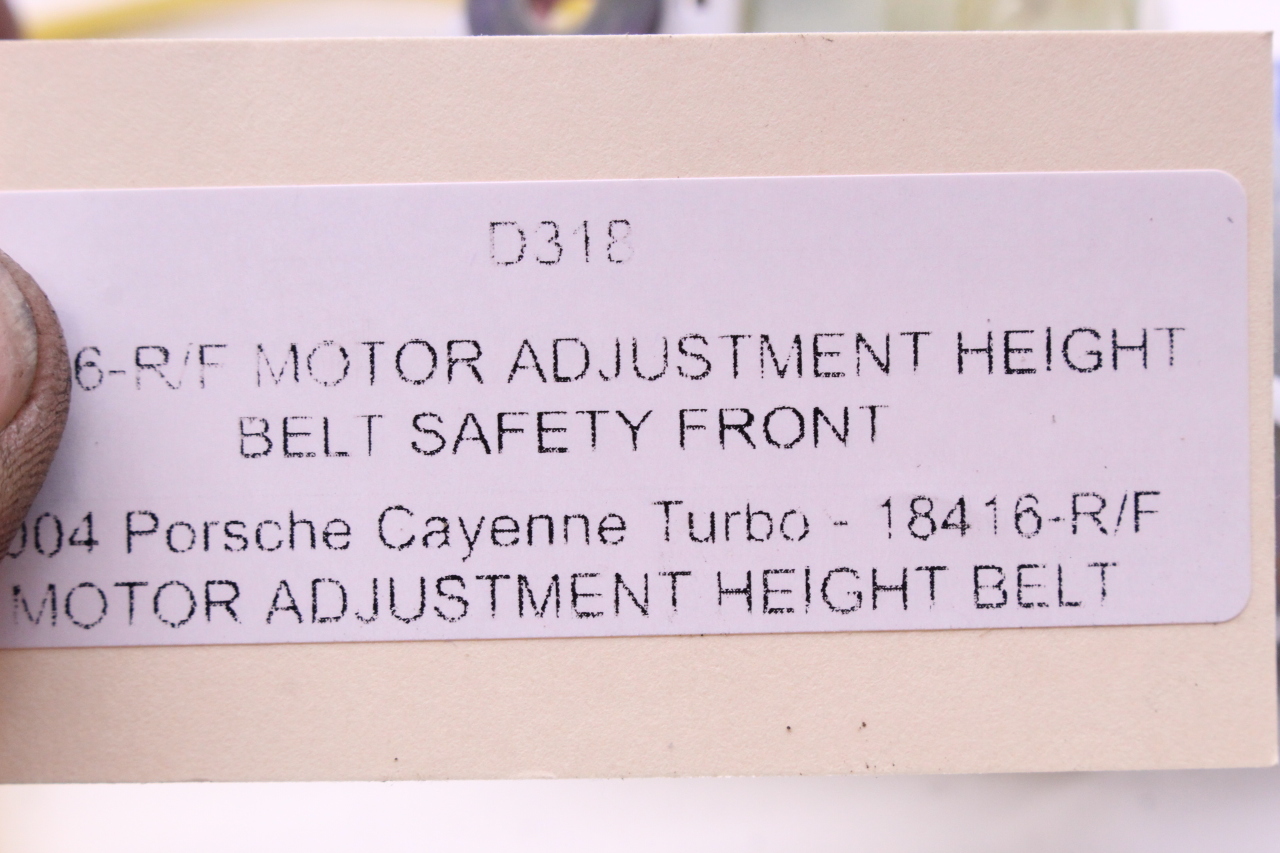 D318
6-R/F MOTOR ADJUSTMENT HEIGHT
BELT SAFETY FRONT
004 Porsche Cayenne Turbo - 18416-R/F
MOTOR ADJUSTMENT HEIGHT BELT